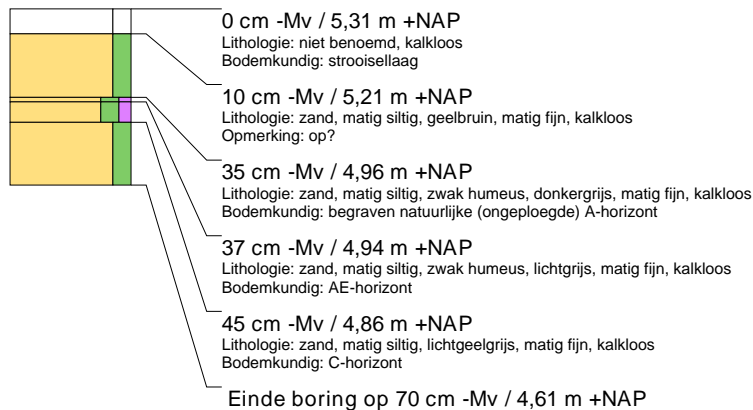 0 cm -Mv / 5,31 m +NAP
Lithologie: niet benoemd, kalkloos
Bodemkundig: strooisellaag
10 cm -Mv / 5,21 m +NAP
Lithologie: zand, matig siltig, geelbruin, matig fijn, kalkloos
Opmerking: op?
35 cm -Mv / 4,96 m +NAP
Lithologie: zand, matig siltig, zwak humeus, donkergrijs, matig fijn, kalkloos
Bodemkundig: begraven natuurlijke (ongeploegde) A-horizont
37 cm -Mv / 4,94 m +NAP
Lithologie: zand, matig siltig, zwak humeus, lichtgrijs, matig fijn, kalkloos
Bodemkundig: AE-horizont
45 cm -Mv / 4,86 m +NAP
Lithologie: zand, matig siltig, lichtgeelgrijs, matig fijn, kalkloos
Bodemkundig: C-horizont
Einde boring op 70 cm -Mv / 4,61 m +NAP